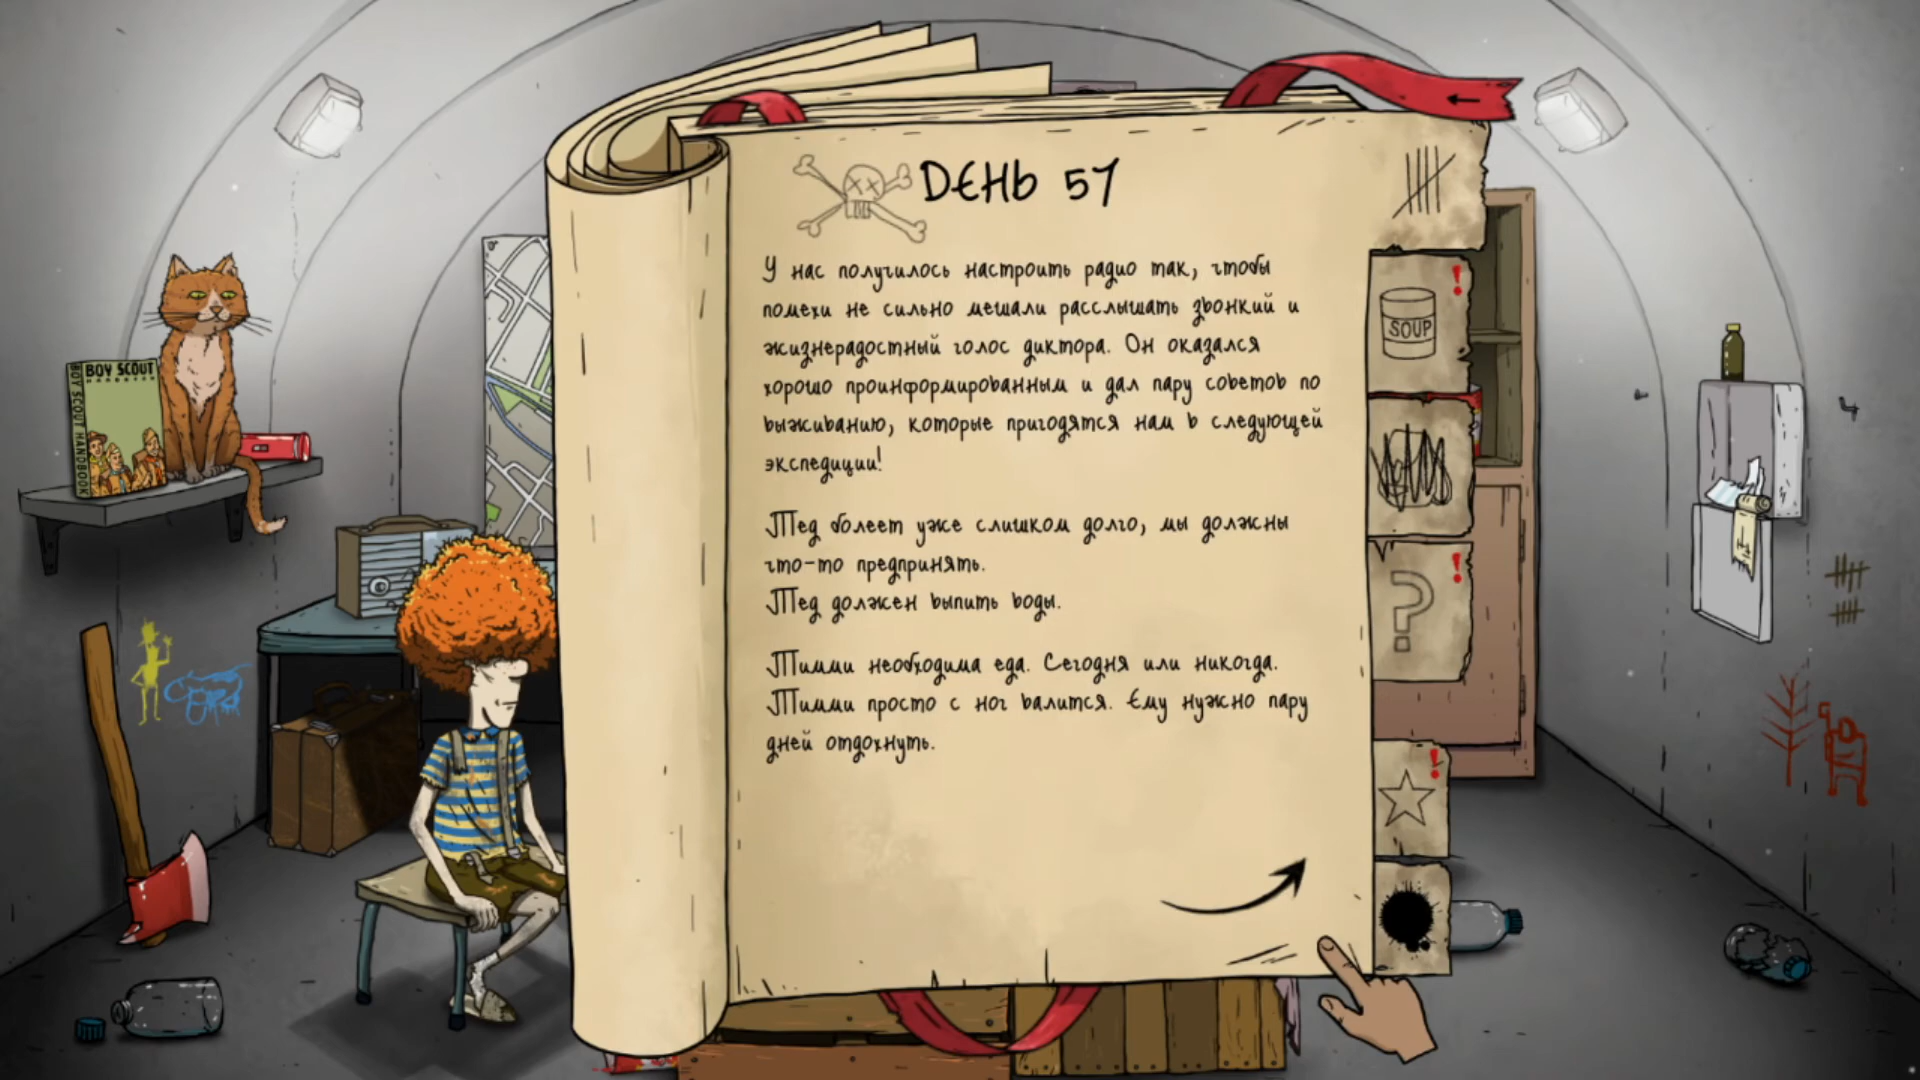 ДЕНЬ 57
У нас получилось настроить радио так, чтобы
помехи не сильно мешали расслышать звонкий и
жизнерадостный голос диктора. Он оказался
хорошо проинформированным и дал пару советов по
выживанию, которые пригодятся нам в следующей
экспедиции!
Тед болеет уже слишком долго, мы должны
что-то предпринять.
Тед должен выпить воды.
Тимми необходима еда. Сегодня или никогда.
Тимми просто с ног валится. Ему нужно пару
дней отдохнуть.
SOUP
!
?
!
!
BOY SCOUT
HANDBOOK
BOY SCOUT HANDBOOK